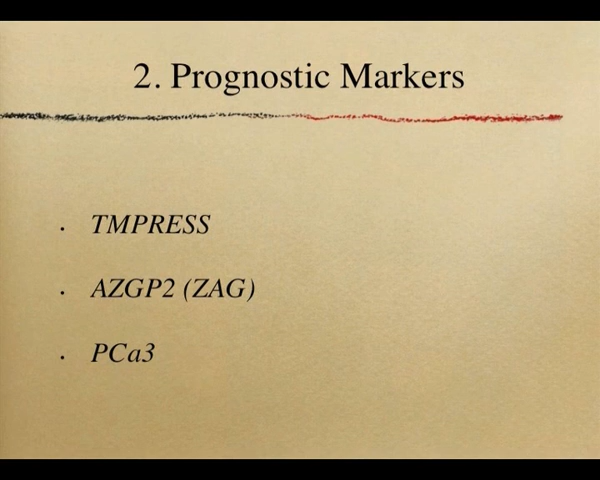 2. Prognostic Markers
• TMPRESS
• AZGP2 (ZAG)
• PCa3